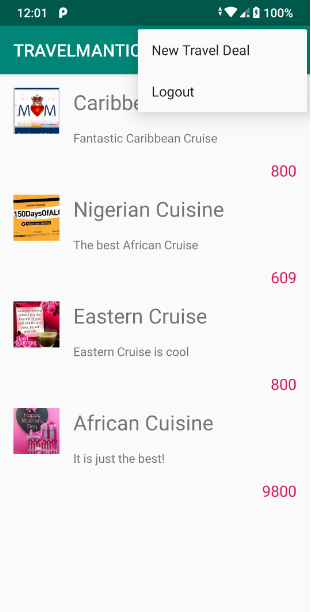 12:01
100%
TRAVELMANTIC
New Travel Deal
Logout
Caribbe
Fantastic Caribbean Cruise
800
150DaysOfALC
Nigerian Cuisine
The best African Cruise
609
Eastern Cruise
Eastern Cruise is cool
800
Happy
Mother's
Day
African Cuisine
It is just the best!
9800